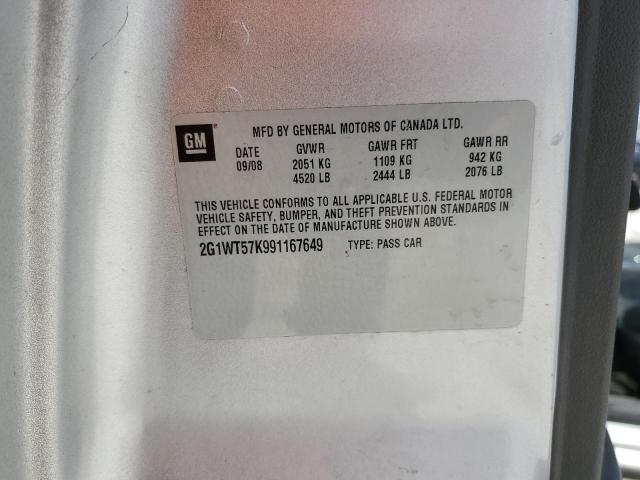 GM
MFD BY GENERAL MOTORS OF CANADA LTD.
DATE GVWR GAWR FRT GAWR RR
09/08 2051 KG 1109 KG 942 KG
4520 LB 2444 LB 2076 LB
THIS VEHICLE CONFORMS TO ALL APPLICABLE U.S. FEDERAL MOTOR
VEHICLE SAFETY, BUMPER, AND THEFT PREVENTION STANDARDS IN
EFFECT ON THE DATE OF MANUFACTURE SHOWN ABOVE.
2G1WT57K991167649 TYPE: PASS CAR